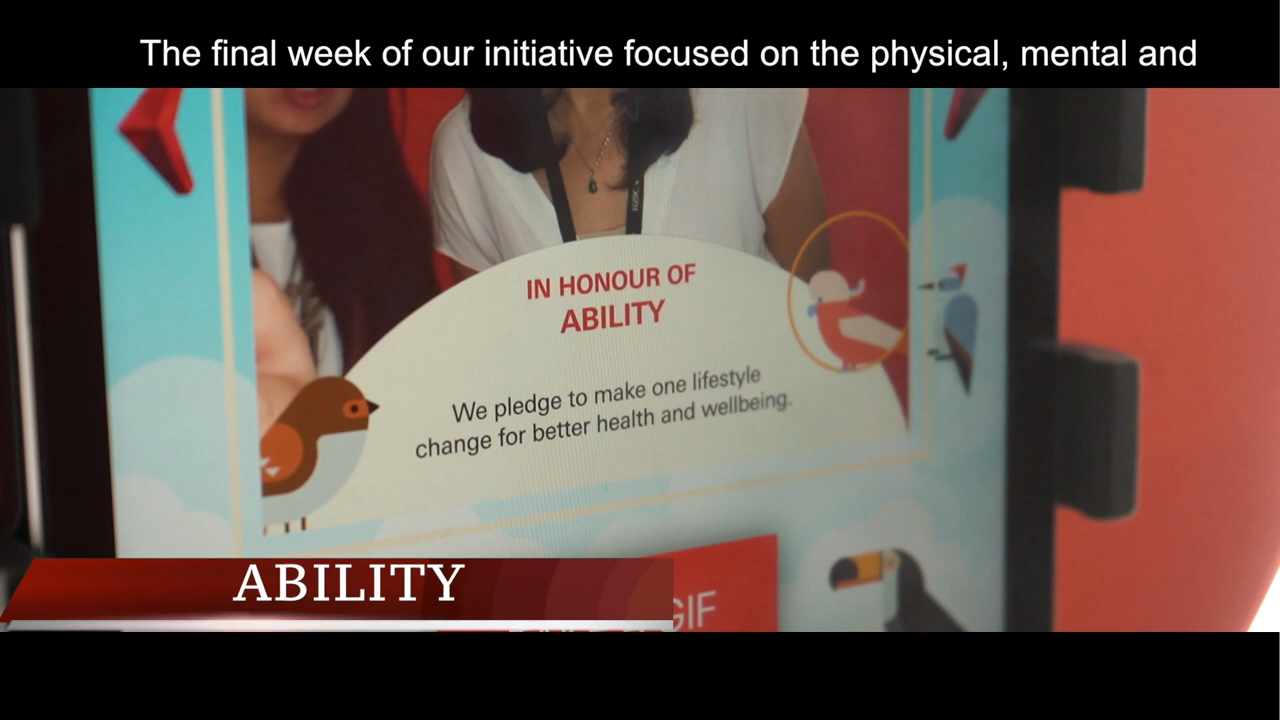 The final week of our initiative focused on the physical, mental and
IN HONOUR OF
ABILITY
We pledge to make one lifestyle
change for better health and wellbeing.
ABILITY
GIF